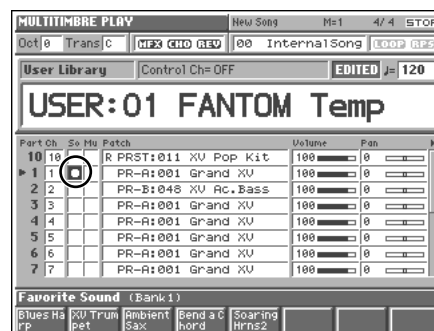 MULTITIMBRE PLAY New Song M=1 4/ 4 STOP
Oct 0 Trans C MFX CHO REV 00 InternalSong LOOP RPS
User Library Control Ch= OFF EDITED ♩= 120
USER:01 FANTOM Temp
Part Ch So Mu Patch Volume Pan
10 10 R PRST:011 XV Pop Kit 100 0
1 1 PR-A:001 Grand XV 100 0
2 2 PR-B:048 XV Ac.Bass 100 0
3 3 PR-A:001 Grand XV 100 0
4 4 PR-A:001 Grand XV 100 0
5 5 PR-A:001 Grand XV 100 0
6 6 PR-A:001 Grand XV 100 0
7 7 PR-A:001 Grand XV 100 0
Favorite Sound (Bank1)
Blues Ha XV Trum Ambient Bend a C Soaring
rp pet Sax hord Hrns2